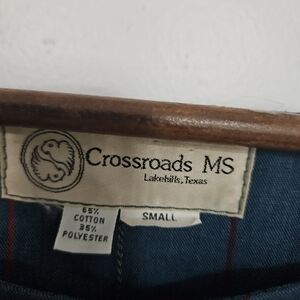 Crossroads MS
Lakehills, Texas
65%
COTTON
35%
POLYESTER
SMALL